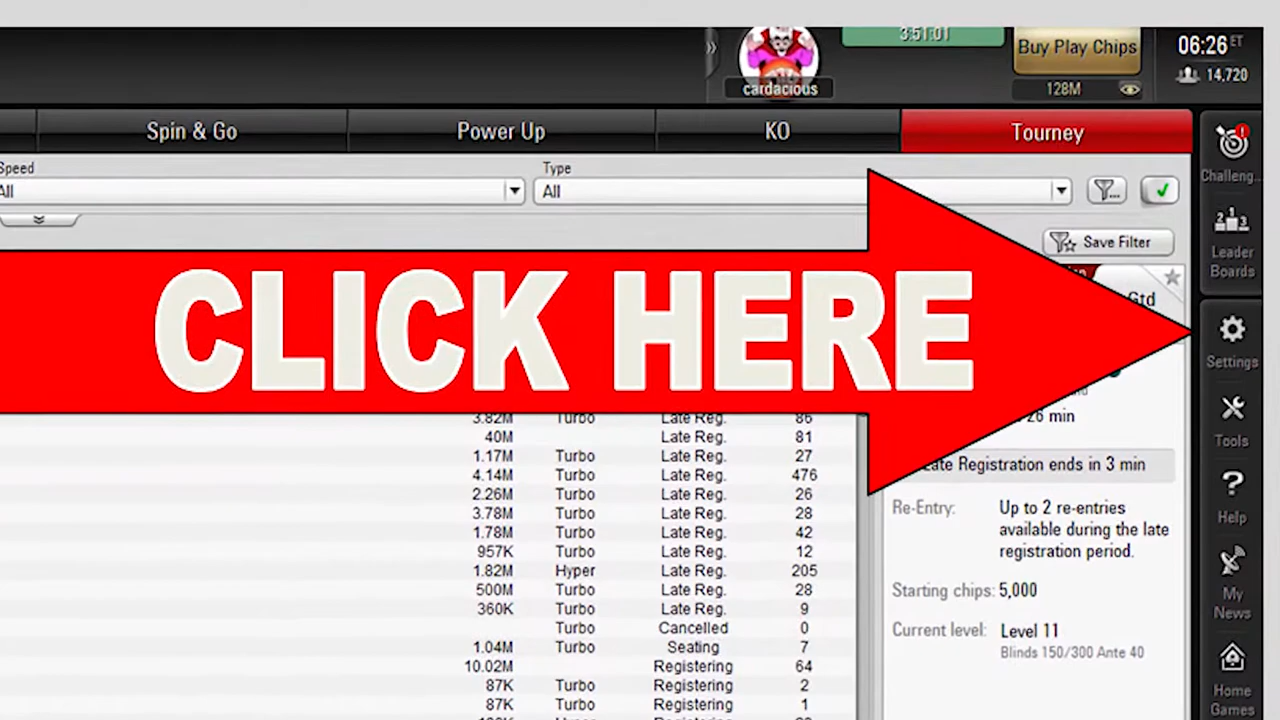 3:51:01
Buy Play Chips
06:26 ET
14,720
cardacious
128M
Spin & Go
Power Up
KO
Tourney
Speed
Type
All
All
Challeng...
Save Filter
Leader
Boards
Gtd
CLICK HERE
Settings
26 min
Late Registration ends in 3 min
Re-Entry: Up to 2 re-entries
available during the late
registration period.
Starting chips: 5,000
Current level: Level 11
Blinds 150/300 Ante 40
3.82M Turbo Late Reg. 86
40M Late Reg. 81
1.17M Turbo Late Reg. 27
4.14M Turbo Late Reg. 476
2.26M Turbo Late Reg. 26
3.78M Turbo Late Reg. 28
1.78M Turbo Late Reg. 42
957K Turbo Late Reg. 12
1.82M Hyper Late Reg. 205
500M Turbo Late Reg. 28
360K Turbo Late Reg. 9
Turbo Cancelled 0
1.04M Turbo Seating 7
10.02M Registering 64
87K Turbo Registering 2
87K Turbo Registering 1
Tools
Help
My
News
Home
Games